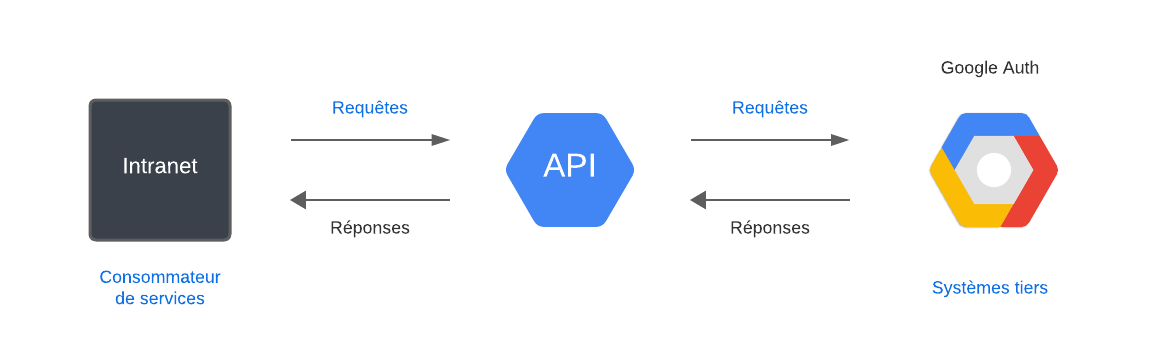 Google Auth
Requêtes
Requêtes
Intranet
API
Réponses
Réponses
Consommateur
de services
Systèmes tiers